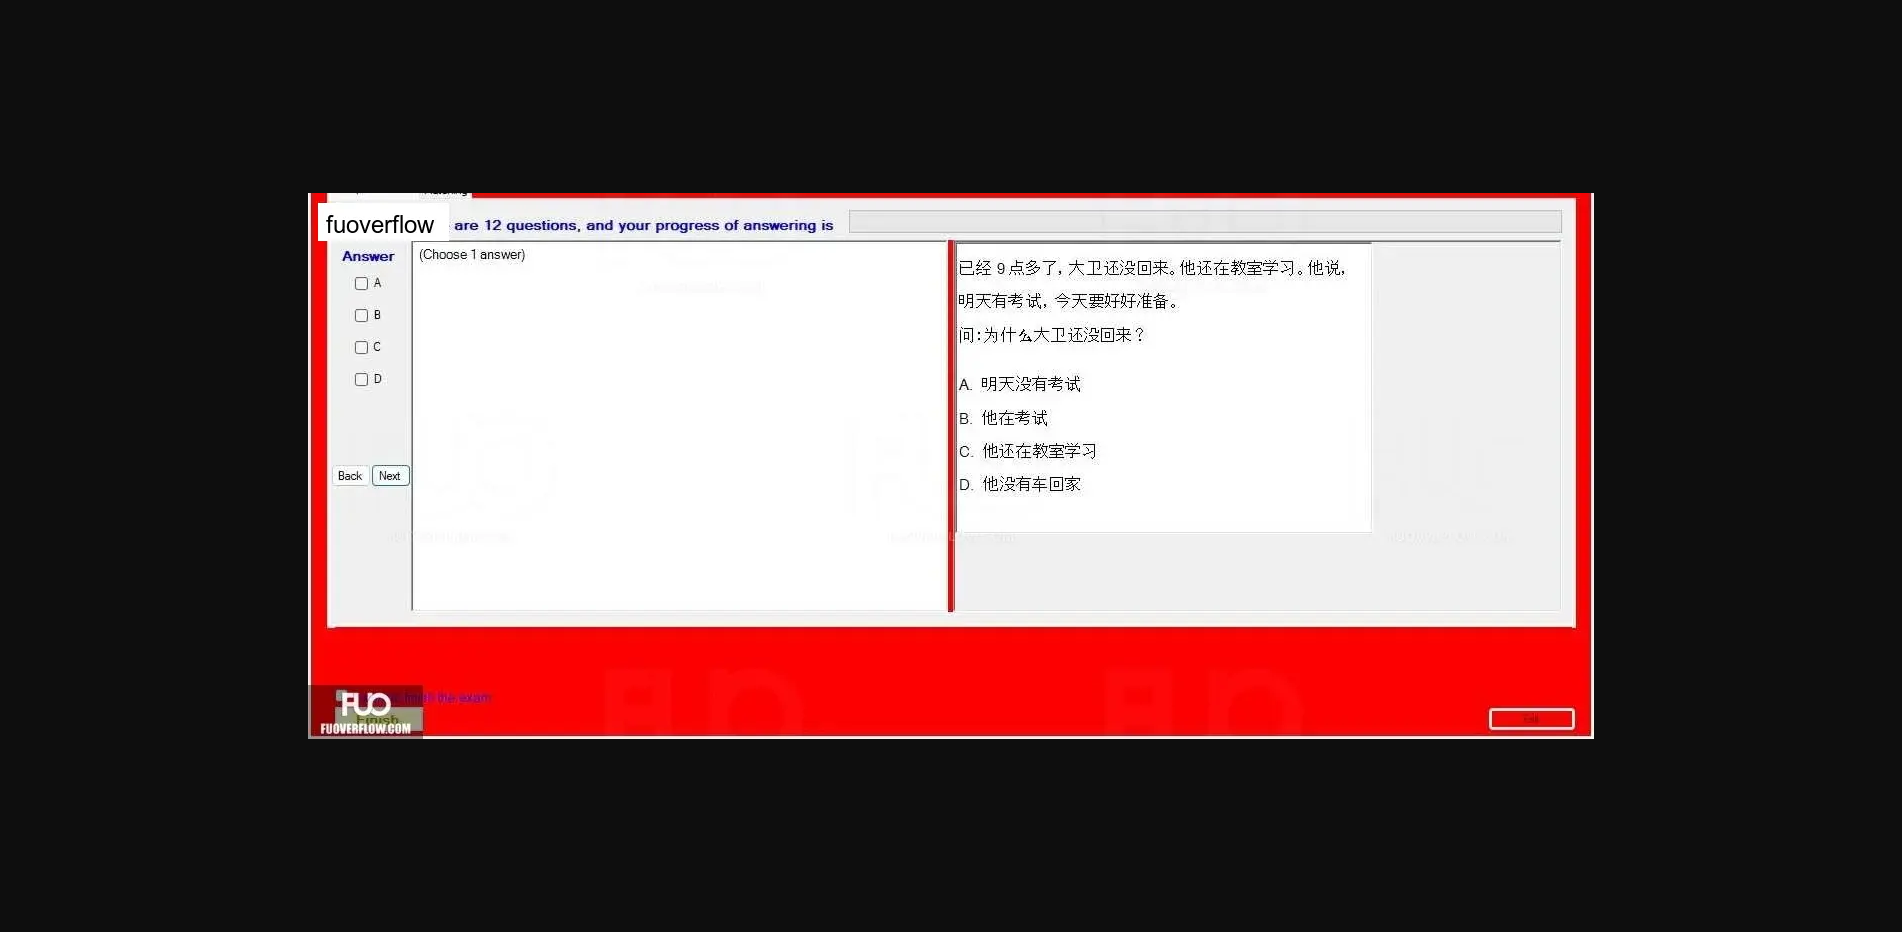 fuoverflow are 12 questions, and your progress of answering is
Answer
(Choose 1 answer)
A
B
C
D
Back Next
已经 9 点多了, 大卫还没回来。他还在教室学习。他说,
明天有考试, 今天要好好准备。
问:为什么大卫还没回来?
A. 明天没有考试
B. 他在考试
C. 他还在教室学习
D. 他没有车回家
the exam
Finish
FUO
FUOVERFLOW.COM
Exit